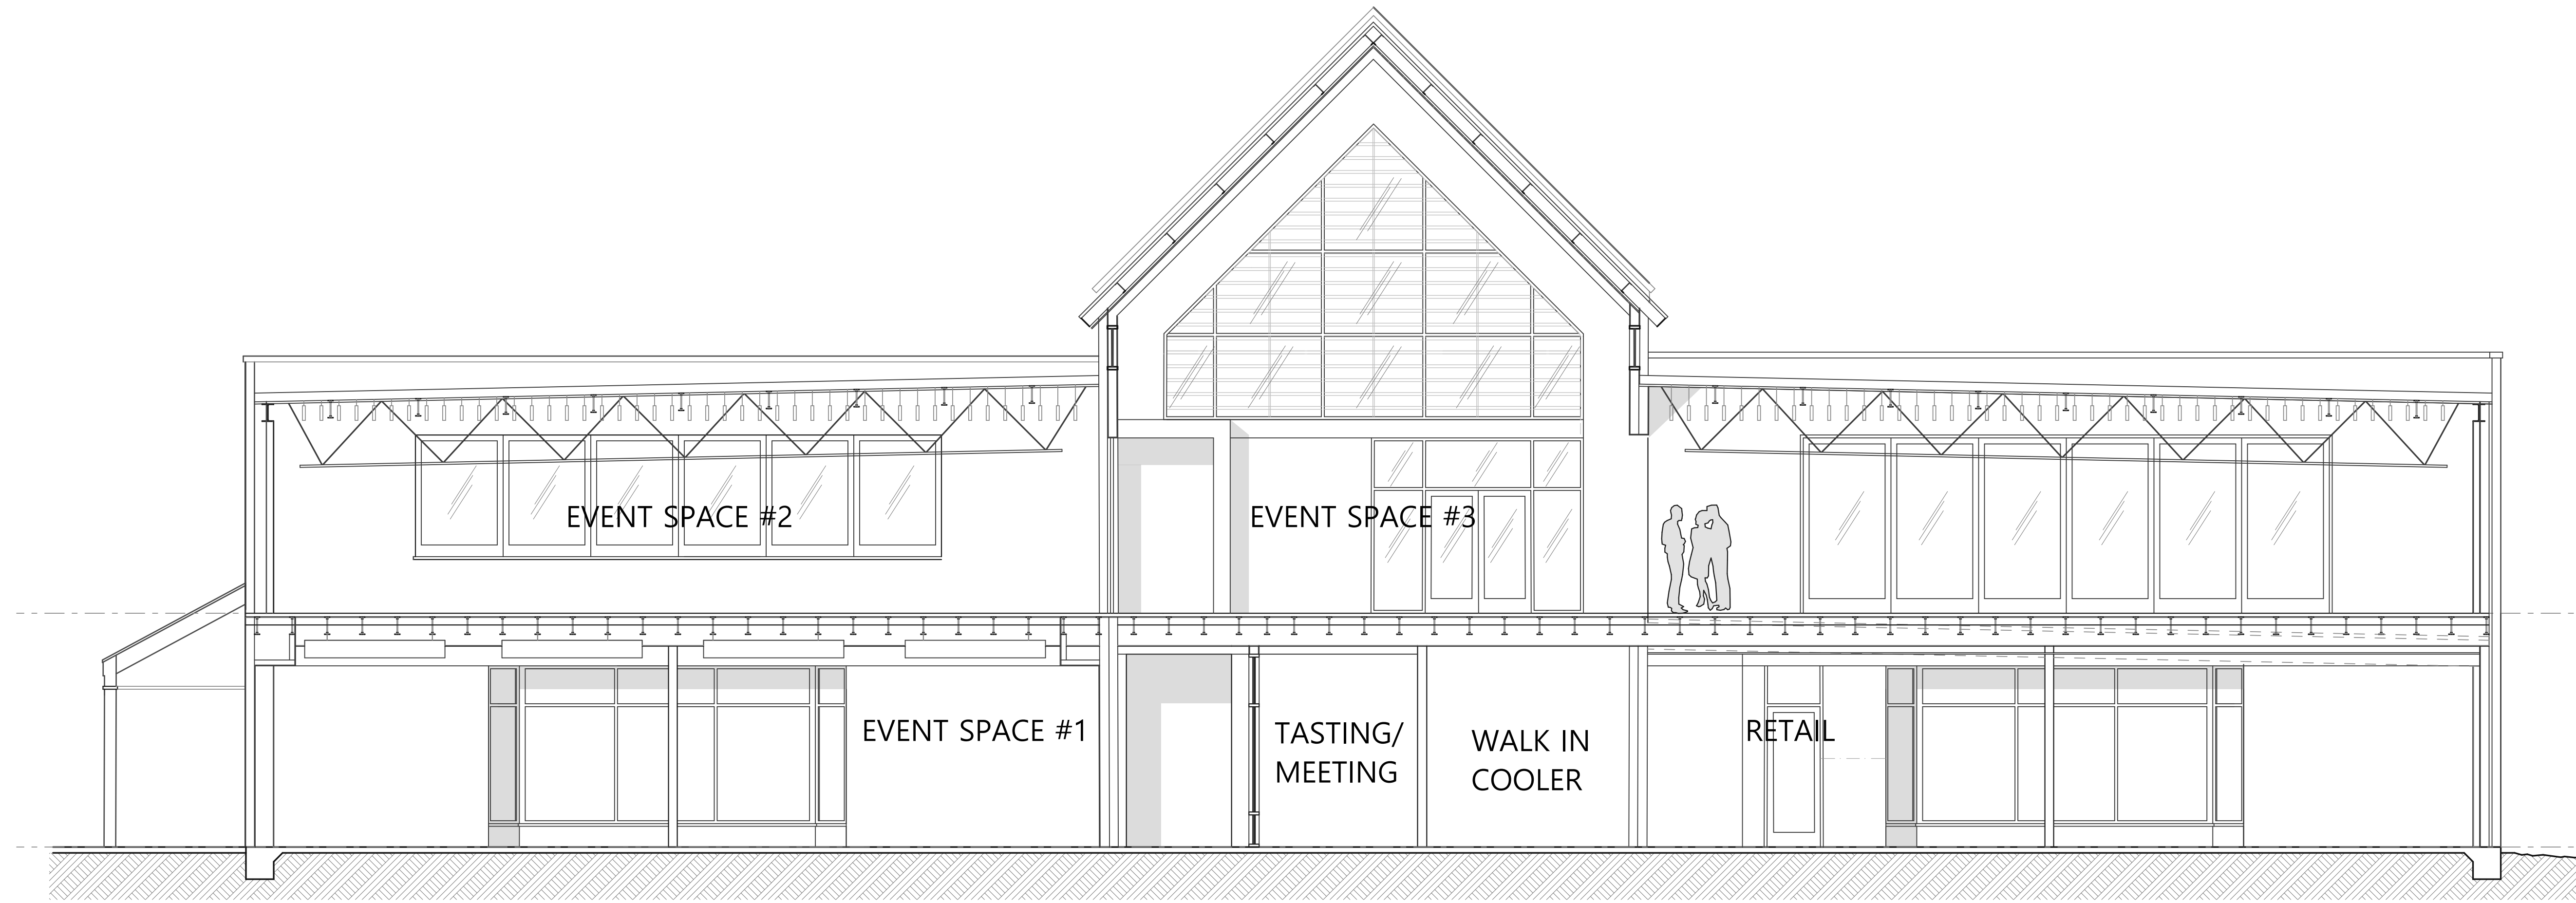 EVENT SPACE #2
EVENT SPACE #3
EVENT SPACE #1
TASTING/
MEETING
WALK IN
COOLER
RETAIL